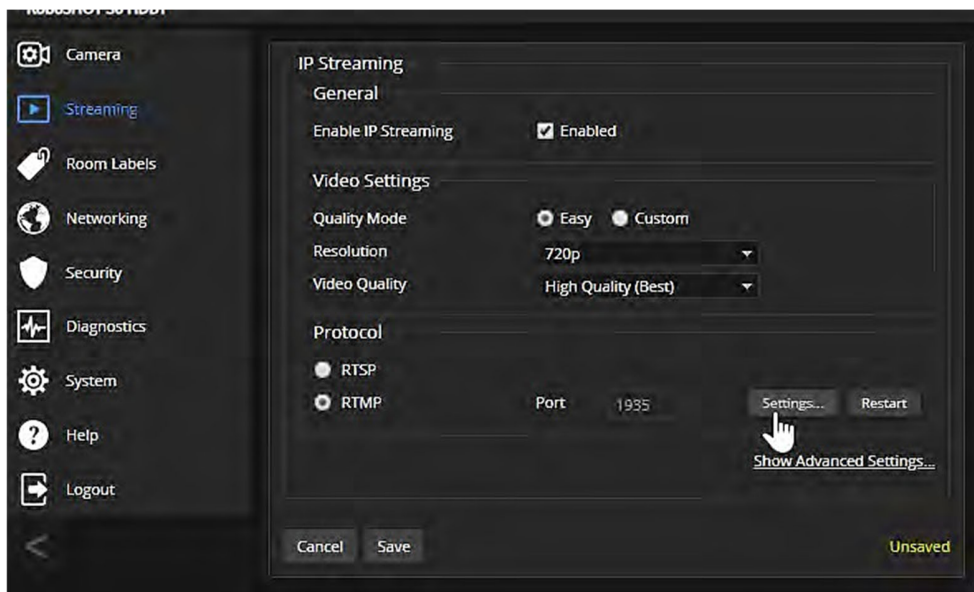 Camera
Streaming
Room Labels
Networking
Security
Diagnostics
System
Help
Logout
IP Streaming
General
Enable IP Streaming Enabled
Video Settings
Quality Mode Easy Custom
Resolution 720p
Video Quality High Quality (Best)
Protocol
RTSP
RTMP Port 1935 Settings... Restart
Show Advanced Settings...
Cancel Save Unsaved